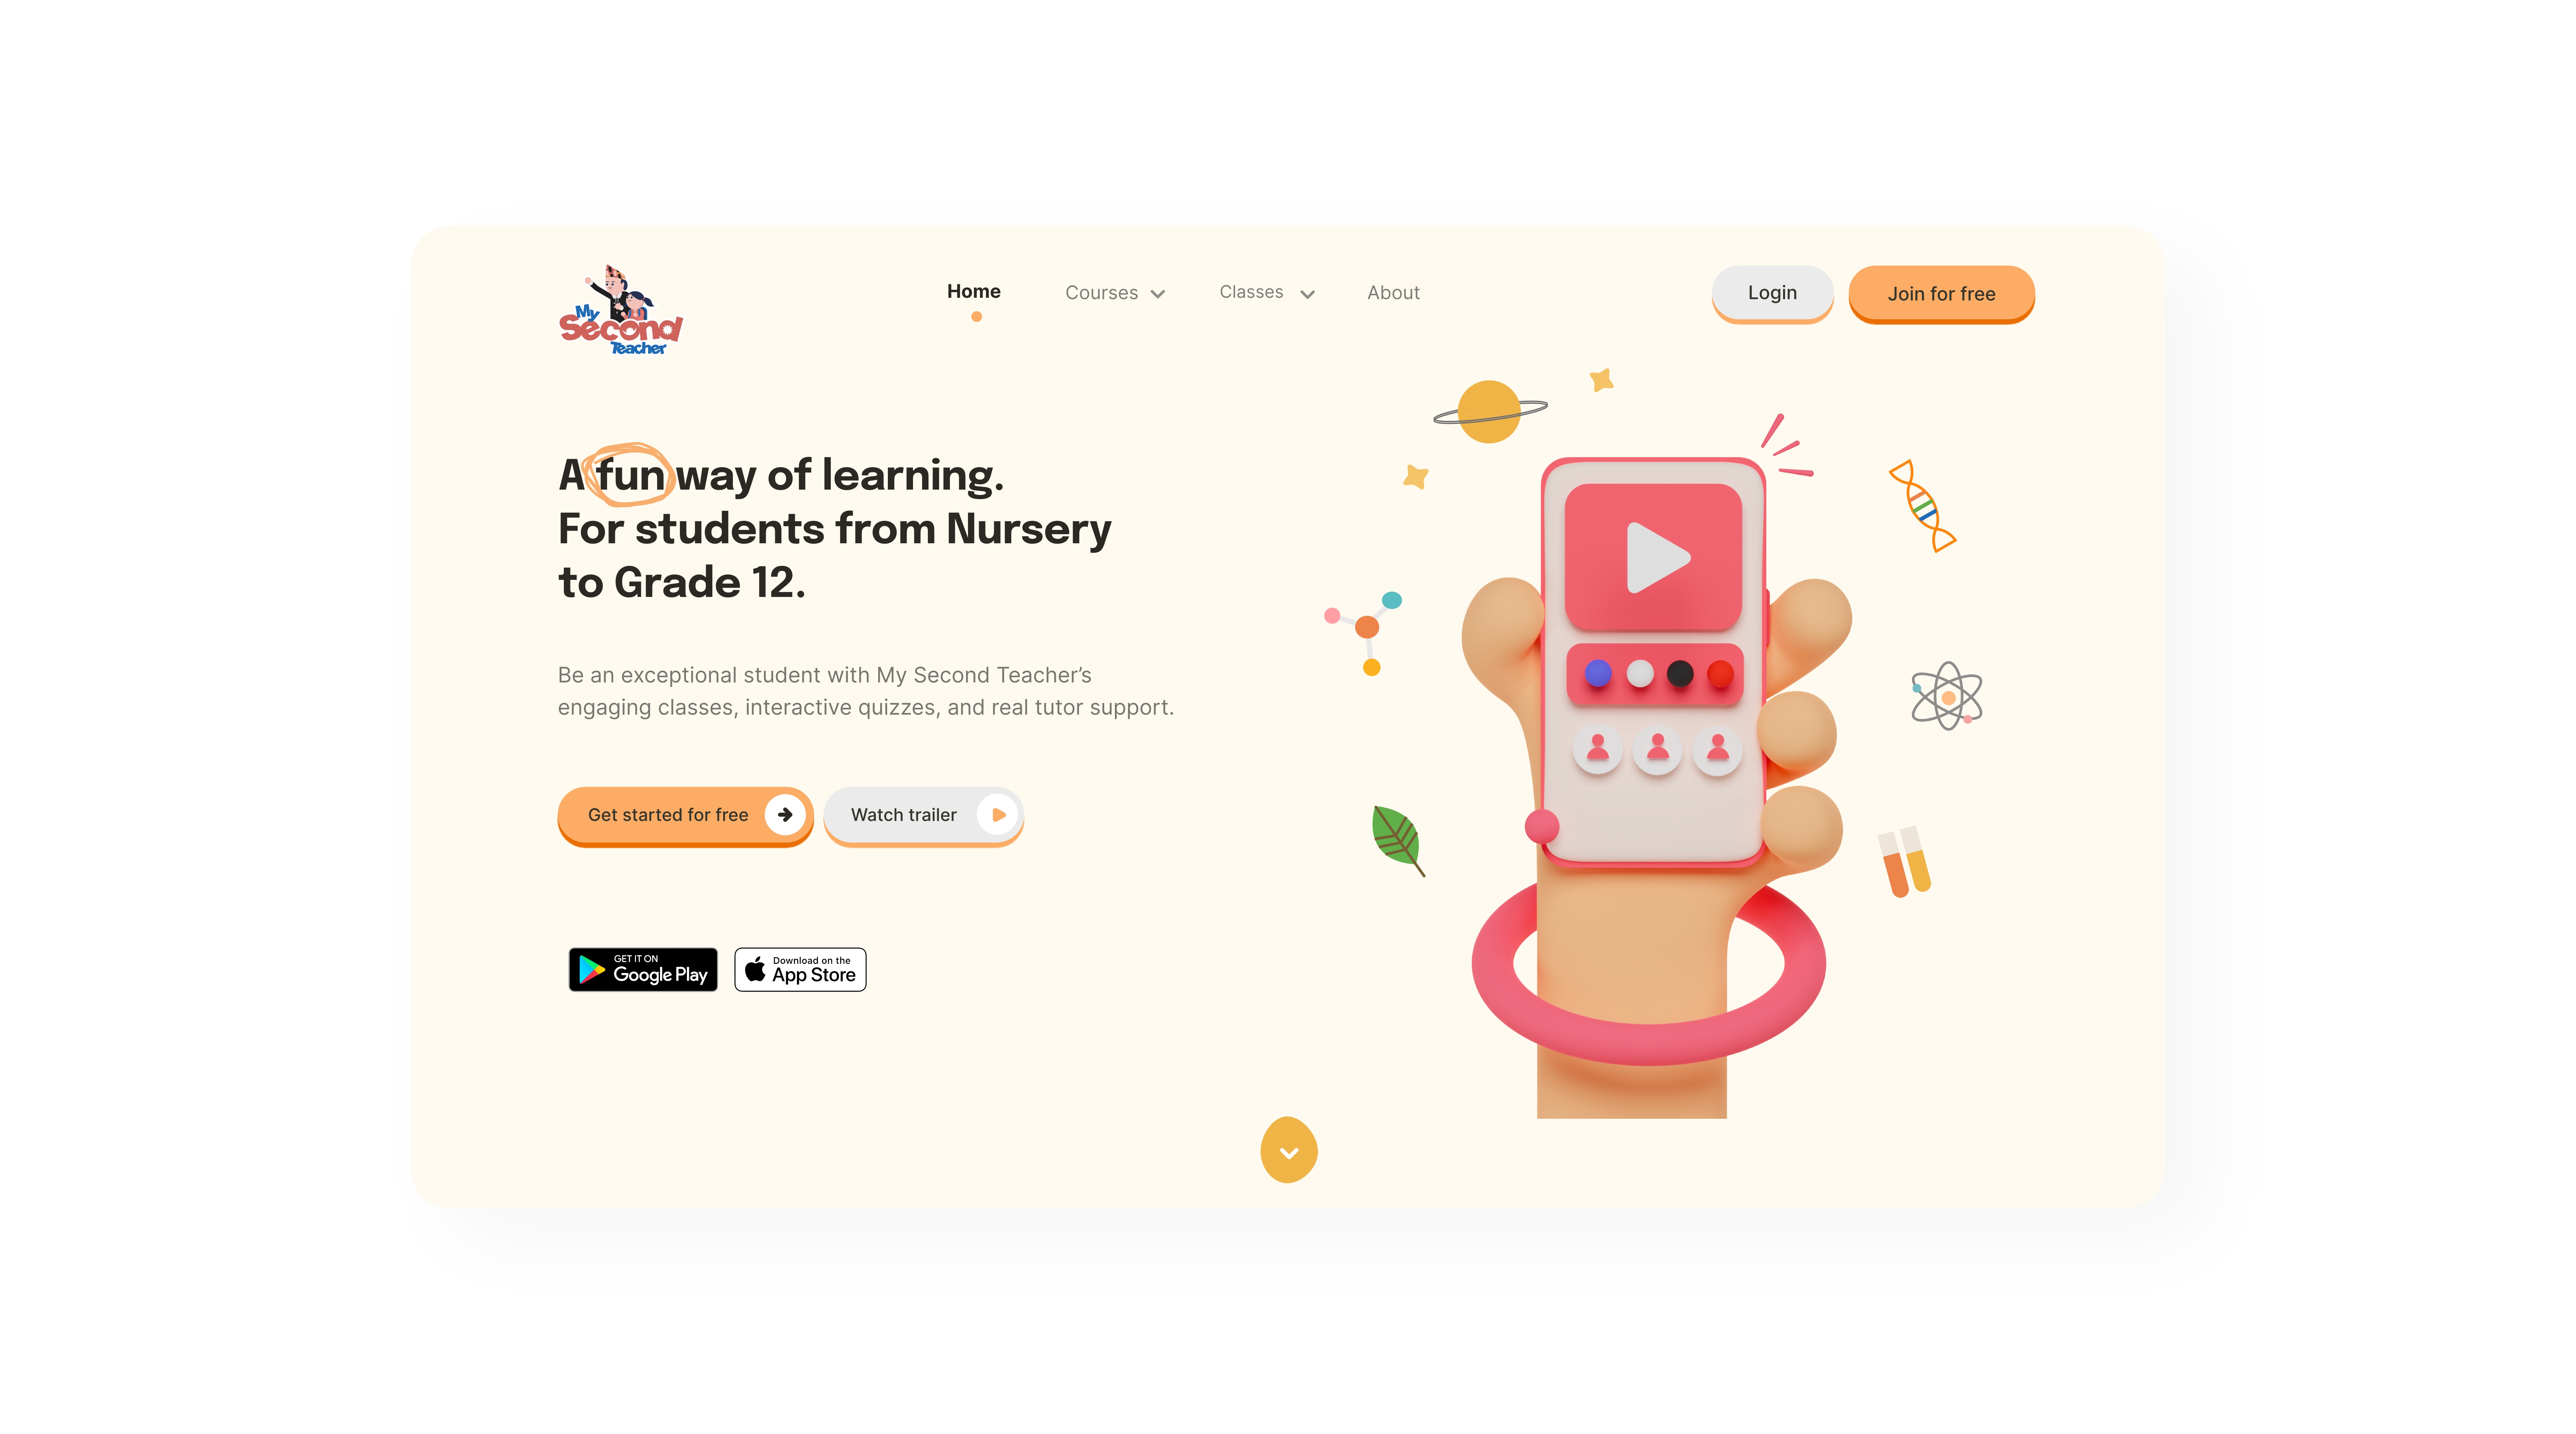 My
Second
Teacher
Home
Courses
Classes
About
Login
Join for free
A fun way of learning.
For students from Nursery
to Grade 12.
Be an exceptional student with My Second Teacher’s
engaging classes, interactive quizzes, and real tutor support.
Get started for free
Watch trailer
GET IT ON
Google Play
Download on the
App Store